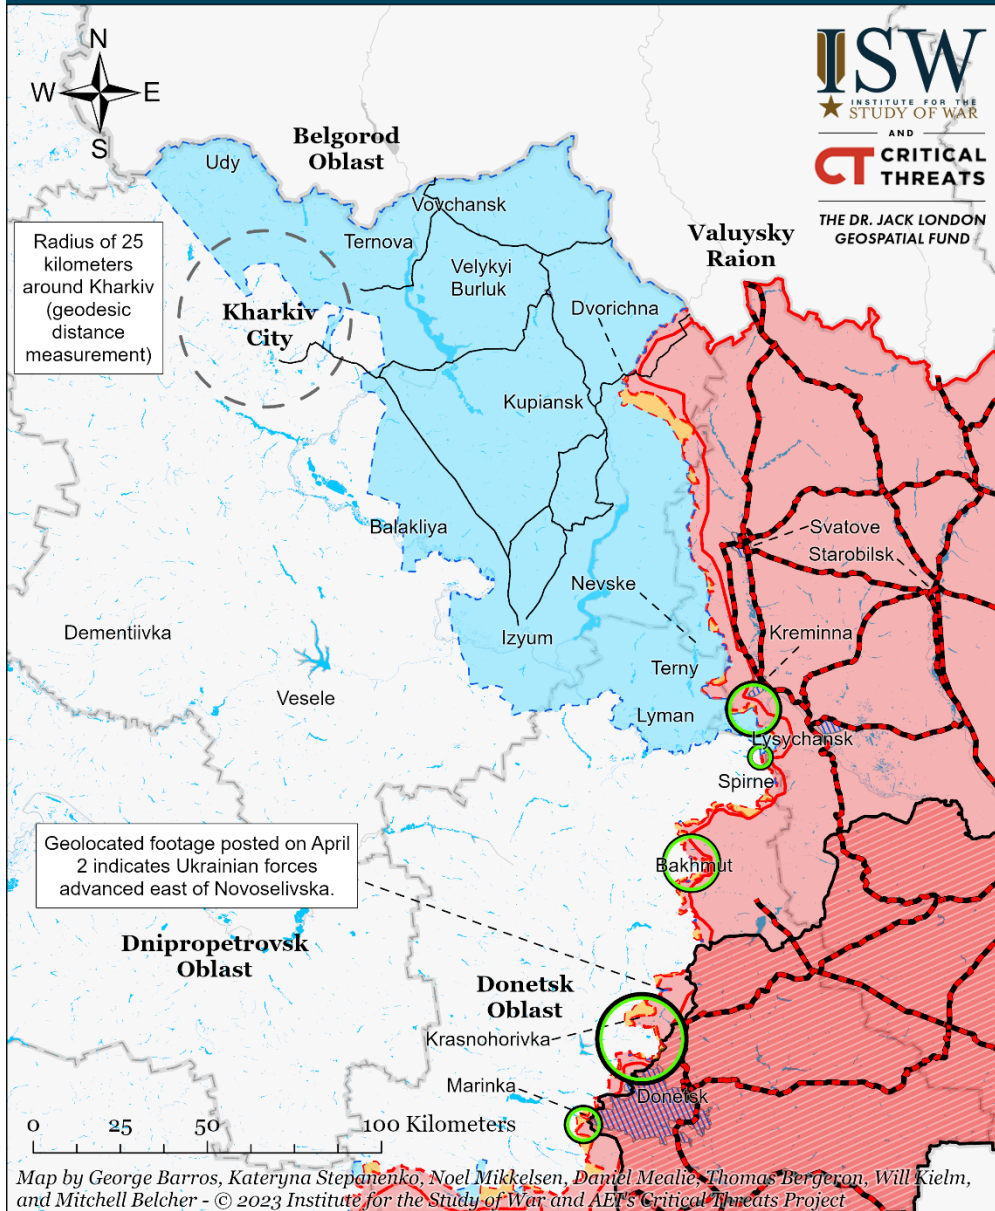 N
W
E
S
ISW
INSTITUTE FOR THE
STUDY OF WAR
AND
CT CRITICAL
THREATS
THE DR. JACK LONDON
GEOSPATIAL FUND
Belgorod
Oblast
Udy
Vovchansk
Ternova
Valuysky
Raion
Radius of 25
kilometers
around Kharkiv
(geodesic
distance
measurement)
Velykyi
Burluk
Dvorichna
Kharkiv
City
Kupiansk
Balakliya
Svatove
Starobilsk
Nevske
Dementiivka
Izyum
Kreminna
Terny
Vesele
Lyman
Lysychansk
Spirne
Geolocated footage posted on April
2 indicates Ukrainian forces
advanced east of Novoselivska.
Bakhmut
Dnipropetrovsk
Oblast
Donetsk
Oblast
Krasnohorivka
Marinka
Donetsk
0 25 50 100 Kilometers
Map by George Barros, Kateryna Stepanenko, Noel Mikkelsen, Daniel Mealie, Thomas Bergeron, Will Kielm,
and Mitchell Belcher - © 2023 Institute for the Study of War and AEI's Critical Threats Project